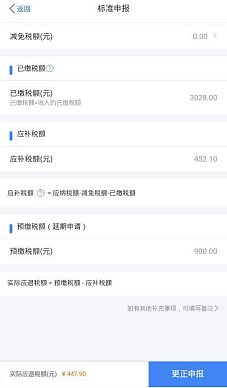 返回
标准申报
减免税额(元)
0.00
已缴税额
已缴税额(元)
3028.00
已缴税额=收入的已缴税额
应补税额
应补税额(元)
452.10
应补税额 = 应纳税额-减免税额-已缴税额
预缴税额（延期申请）
预缴税额(元)
900.00
实际应退税额 = 预缴税额 - 应补税额
如有其他补充事项，可填写备注
实际应退税额(元)
¥447.90
更正申报